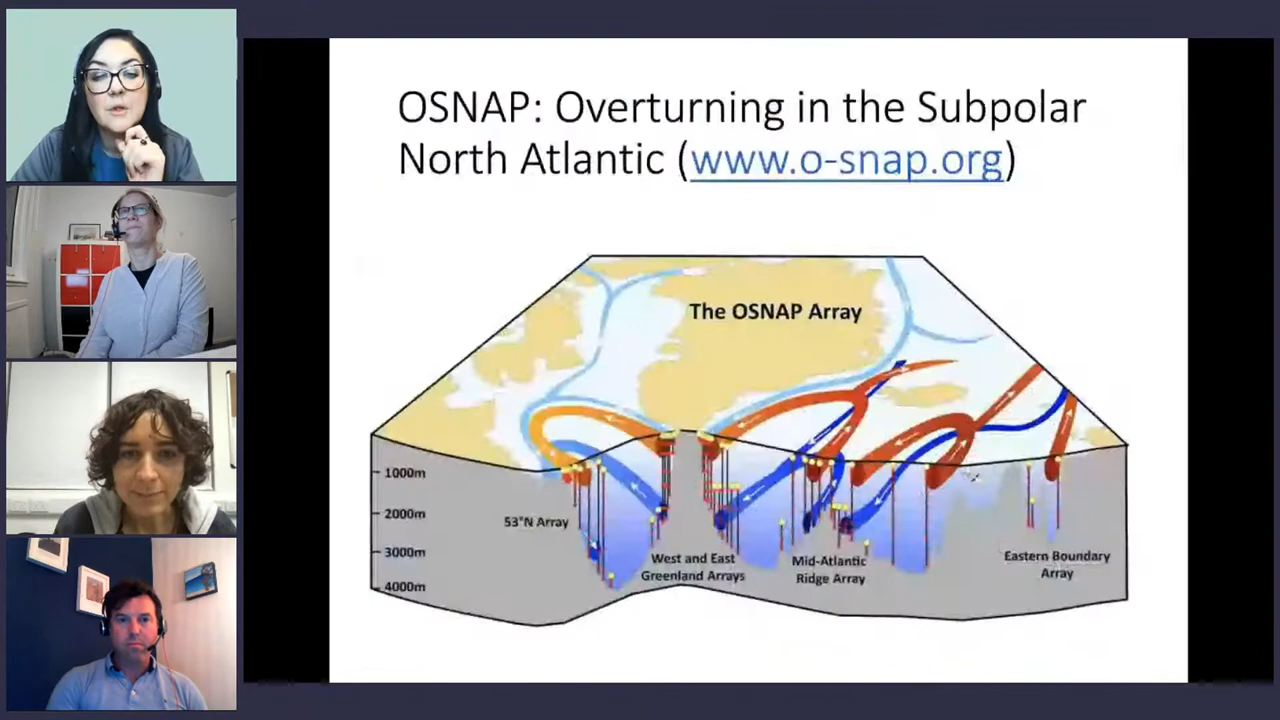 OSNAP: Overturning in the Subpolar
North Atlantic (www.o-snap.org)
The OSNAP Array
1000m
2000m
3000m
4000m
53°N Array
West and East
Greenland Arrays
Mid-Atlantic
Ridge Array
Eastern Boundary
Array